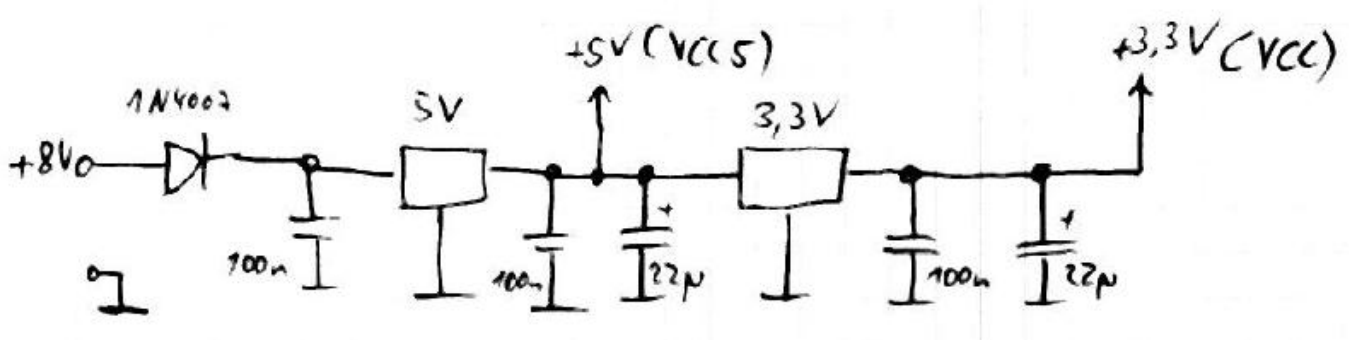 +5V (VCC5)
+3,3V (VCC)
1N4007
5V
3,3V
+8V
100n
100n
+
22µ
100n
+
22µ